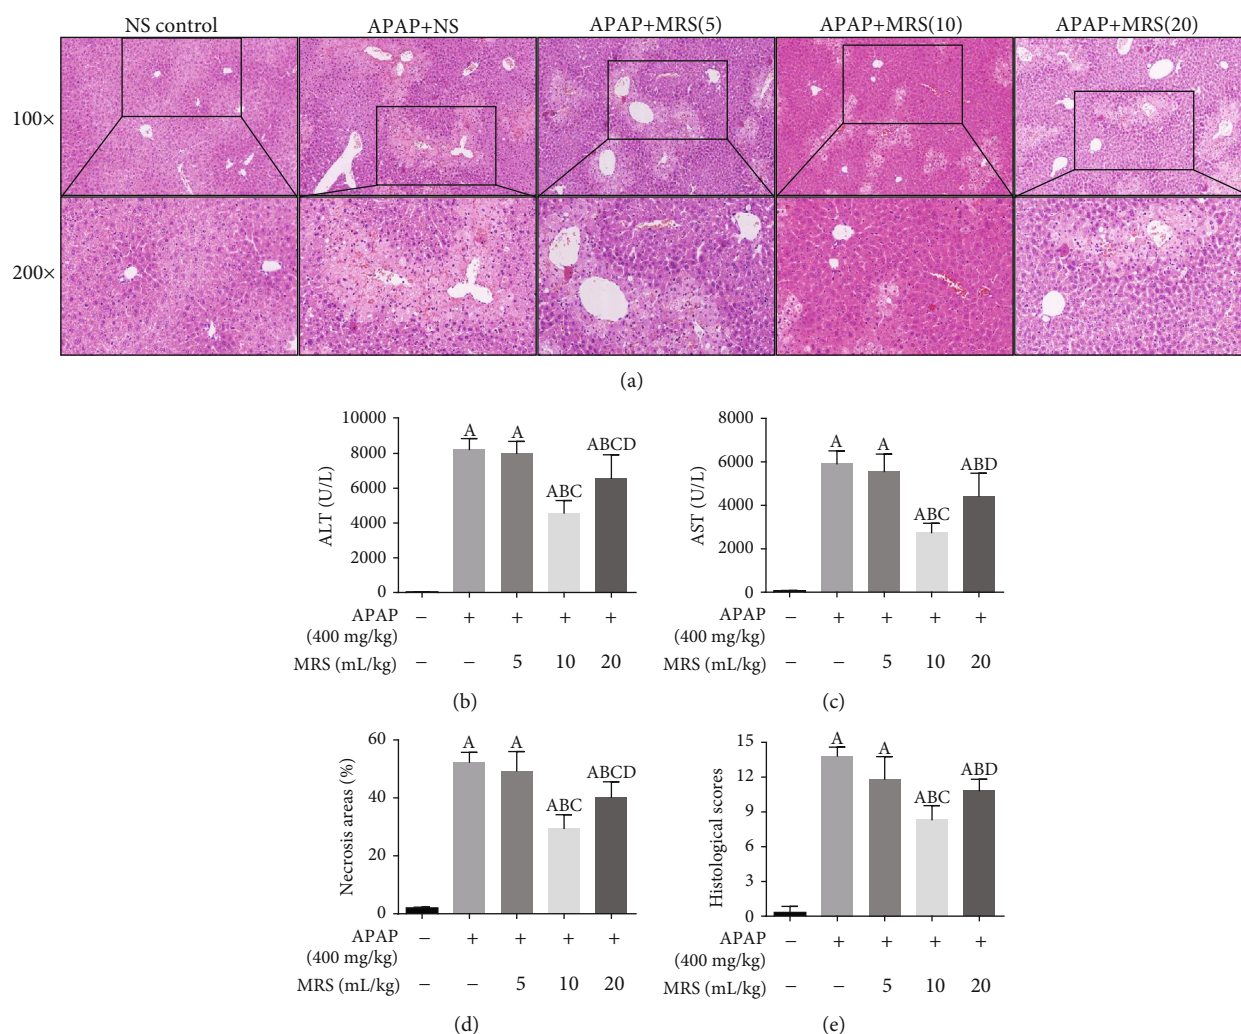 NS control APAP+NS APAP+MRS(5) APAP+MRS(10) APAP+MRS(20)
100×
200×
(a)
10000
8000
6000
4000
2000
0
ALT (U/L)
A A ABC ABCD
APAP (400 mg/kg) − + + + +
MRS (mL/kg) − − 5 10 20
(b)
8000
6000
4000
2000
0
AST (U/L)
A A ABC ABD
APAP (400 mg/kg) − + + + +
MRS (mL/kg) − − 5 10 20
(c)
60
40
20
0
Necrosis areas (%)
A A ABC ABCD
APAP (400 mg/kg) − + + + +
MRS (mL/kg) − − 5 10 20
(d)
15
12
9
6
3
0
Histological scores
A A ABC ABD
APAP (400 mg/kg) − + + + +
MRS (mL/kg) − − 5 10 20
(e)